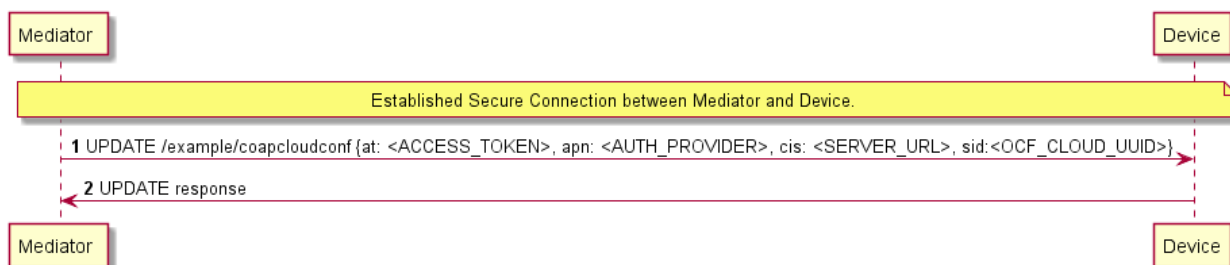 Mediator Device
Established Secure Connection between Mediator and Device.
1 UPDATE /example/coapcloudconf {at: <ACCESS_TOKEN>, apn: <AUTH_PROVIDER>, cis: <SERVER_URL>, sid:<OCF_CLOUD_UUID>}
2 UPDATE response
Mediator Device